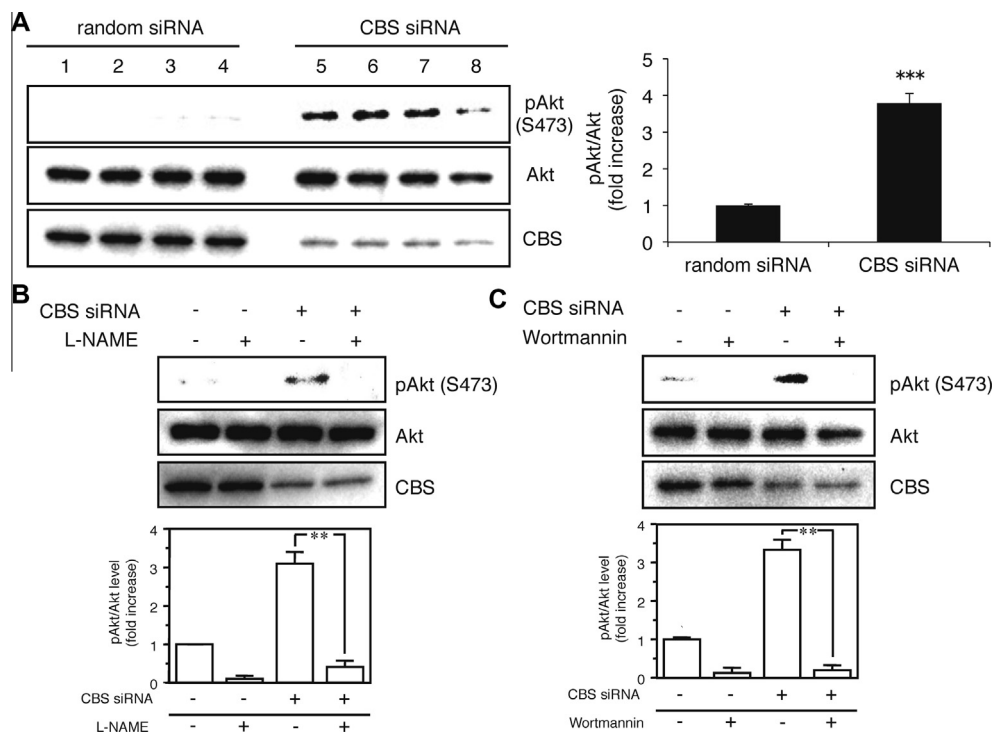 A
random siRNA CBS siRNA
1 2 3 4 5 6 7 8
pAkt
(S473)
Akt
CBS
pAkt/Akt
(fold increase)
5
4
3
2
1
0
***
random siRNA CBS siRNA
B
CBS siRNA - - + +
L-NAME - + - +
pAkt (S473)
Akt
CBS
pAkt/Akt level
(fold increase)
4
3
2
1
0
**
CBS siRNA - - + +
L-NAME - + - +
C
CBS siRNA - - + +
Wortmannin - + - +
pAkt (S473)
Akt
CBS
pAkt/Akt level
(fold increase)
4
3
2
1
0
**
CBS siRNA - - + +
Wortmannin - + - +